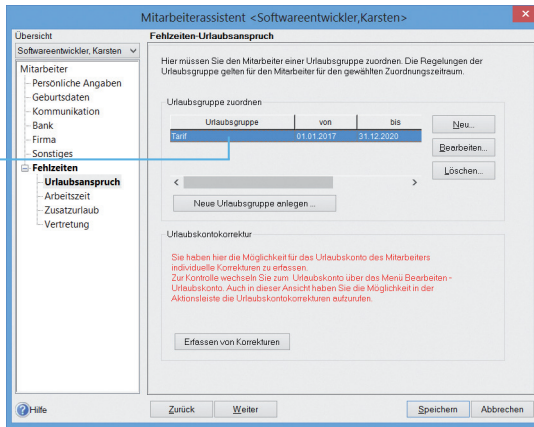 Mitarbeiterassistent <Softwareentwickler,Karsten>
Übersicht
Softwareentwickler, Karsten
Mitarbeiter
Persönliche Angaben
Geburtsdaten
Kommunikation
Bank
Firma
Sonstiges
Fehlzeiten
Urlaubsanspruch
Arbeitszeit
Zusatzurlaub
Vertretung
Fehlzeiten-Urlaubsanspruch
Hier müssen Sie den Mitarbeiter einer Urlaubsgruppe zuordnen. Die Regelungen der
Urlaubsgruppe gelten für den Mitarbeiter für den gewählten Zuordnungszeitraum.
Urlaubsgruppe zuordnen
Urlaubsgruppe von bis
Tarif 01.01.2017 31.12.2020
Neu...
Bearbeiten...
Löschen...
Neue Urlaubsgruppe anlegen ...
Urlaubskontokorrektur
Sie haben hier die Möglichkeit für das Urlaubskonto des Mitarbeiters
individuelle Korrekturen zu erfassen.
Zur Kontrolle wechseln Sie zum Urlaubskonto über das Menü Bearbeiten -
Urlaubskonto. Auch in dieser Ansicht haben Sie die Möglichkeit in der
Aktionsleiste die Urlaubskontokorrekturen aufzurufen.
Erfassen von Korrekturen
Hilfe
Zurück
Weiter
Speichern
Abbrechen